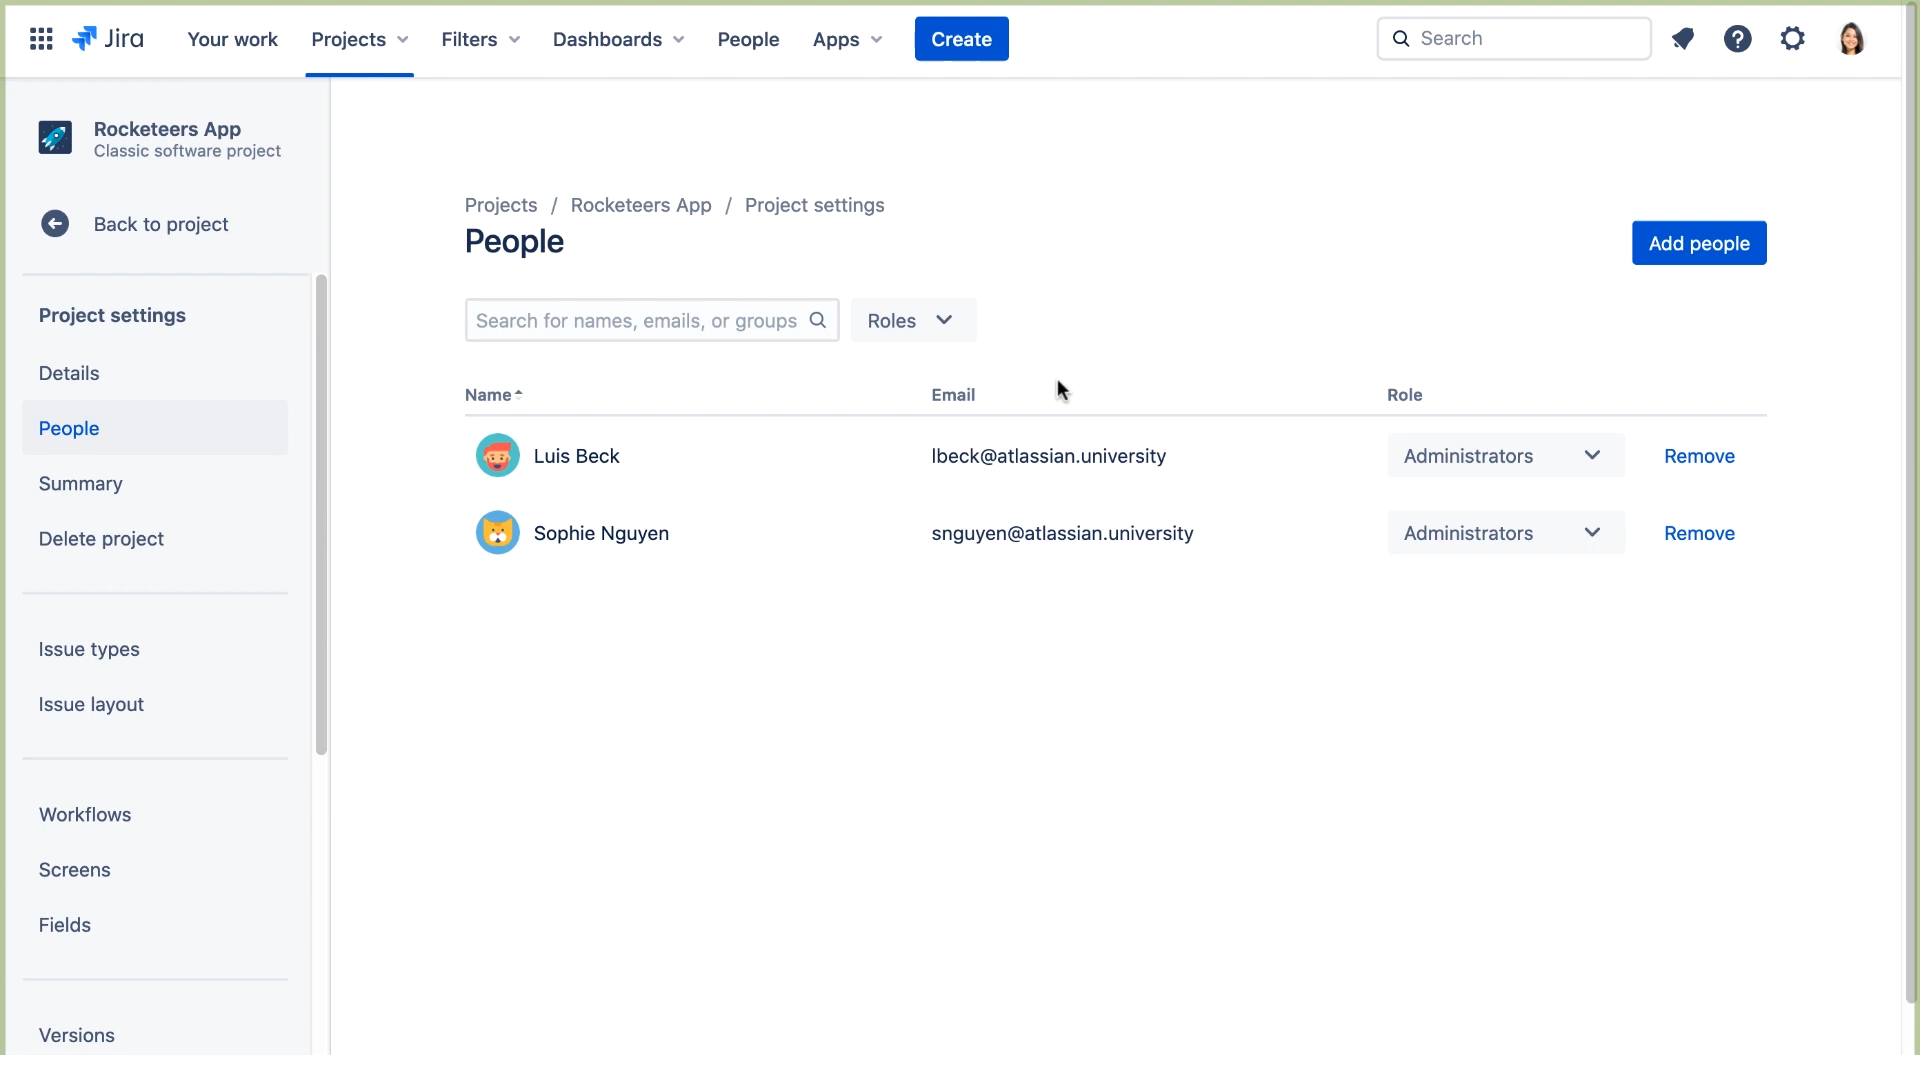 Jira Your work Projects Filters Dashboards People Apps Create Search
Rocketeers App
Classic software project
Back to project
Project settings
Details
People
Summary
Delete project
Issue types
Issue layout
Workflows
Screens
Fields
Versions
Projects / Rocketeers App / Project settings
People
Add people
Search for names, emails, or groups Roles
Name Email Role
Luis Beck lbeck@atlassian.university Administrators Remove
Sophie Nguyen snguyen@atlassian.university Administrators Remove